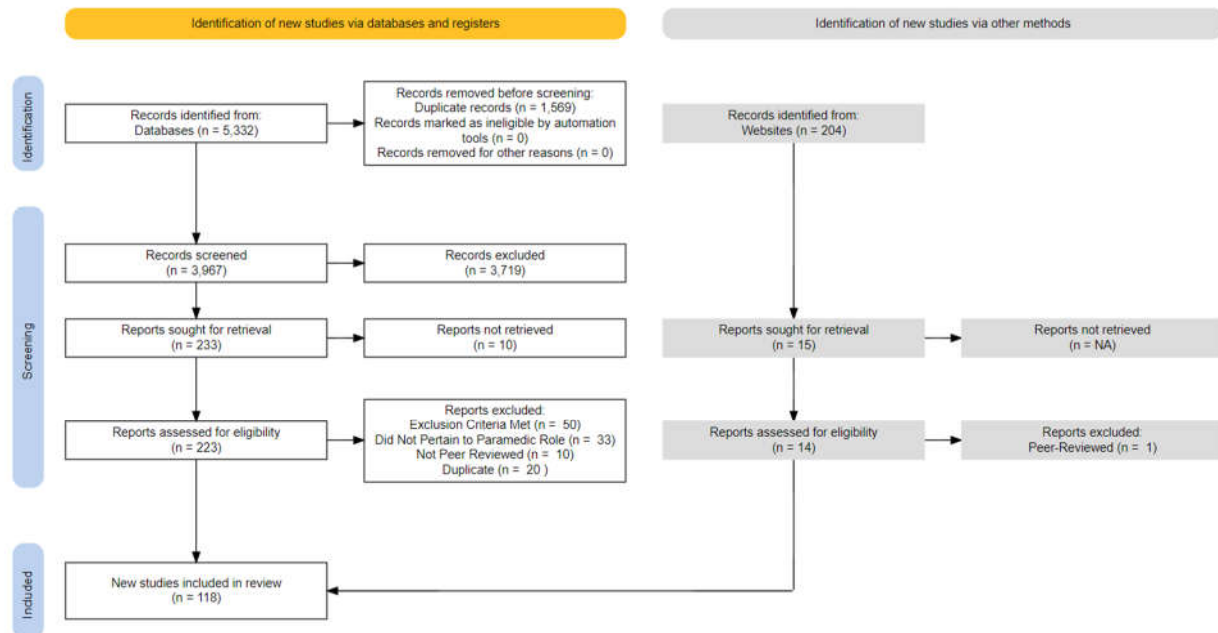 Identification of new studies via databases and registers
Identification of new studies via other methods
Identification
Records identified from:
Databases (n = 5,332)
Records removed before screening:
Duplicate records (n = 1,569)
Records marked as ineligible by automation
tools (n = 0)
Records removed for other reasons (n = 0)
Records identified from:
Websites (n = 204)
Screening
Records screened
(n = 3,967)
Records excluded
(n = 3,719)
Reports sought for retrieval
(n = 233)
Reports not retrieved
(n = 10)
Reports sought for retrieval
(n = 15)
Reports not retrieved
(n = NA)
Reports assessed for eligibility
(n = 223)
Reports excluded:
Exclusion Criteria Met (n = 50)
Did Not Pertain to Paramedic Role (n = 33)
Not Peer Reviewed (n = 10)
Duplicate (n = 20 )
Reports assessed for eligibility
(n = 14)
Reports excluded:
Peer-Reviewed (n = 1)
Included
New studies included in review
(n = 118)